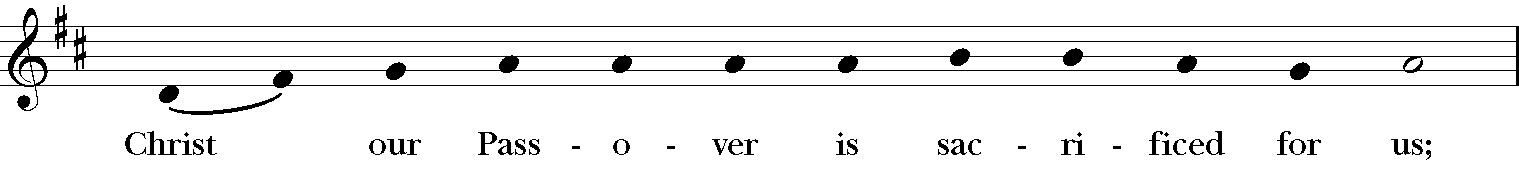 Christ our Pass - o - ver is sac - ri - ficed for us;